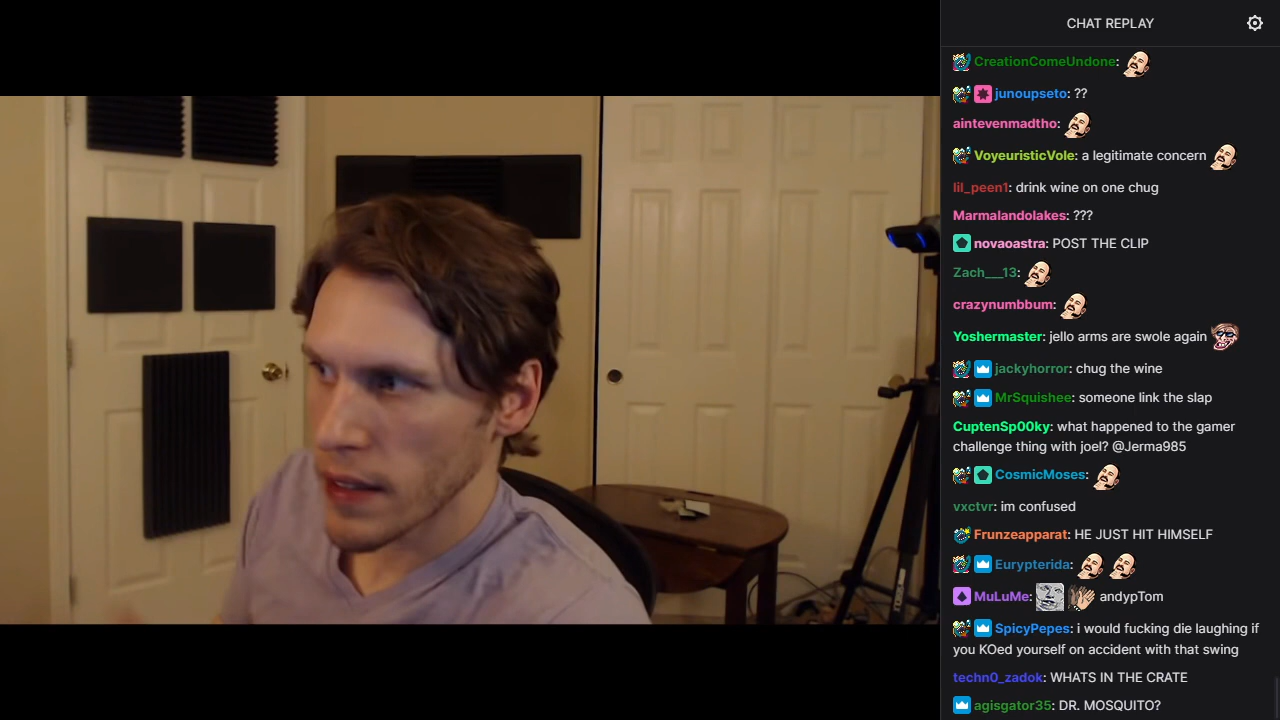 CHAT REPLAY
CreationComeUndone:
junoupseto: ??
aintevenmadtho:
VoyeuristicVole: a legitimate concern
lil_peen1: drink wine on one chug
Marmalandolakes: ???
novaoastra: POST THE CLIP
Zach___13:
crazynumbbum:
Yoshermaster: jello arms are swole again
jackyhorror: chug the wine
MrSquishee: someone link the slap
CuptenSp00ky: what happened to the gamer
challenge thing with joel? @Jerma985
CosmicMoses:
vxctvr: im confused
Frunzeapparat: HE JUST HIT HIMSELF
Eurypterida:
MuLuMe: andypTom
SpicyPepes: i would fucking die laughing if
you KOed yourself on accident with that swing
techn0_zadok: WHATS IN THE CRATE
agisgator35: DR. MOSQUITO?